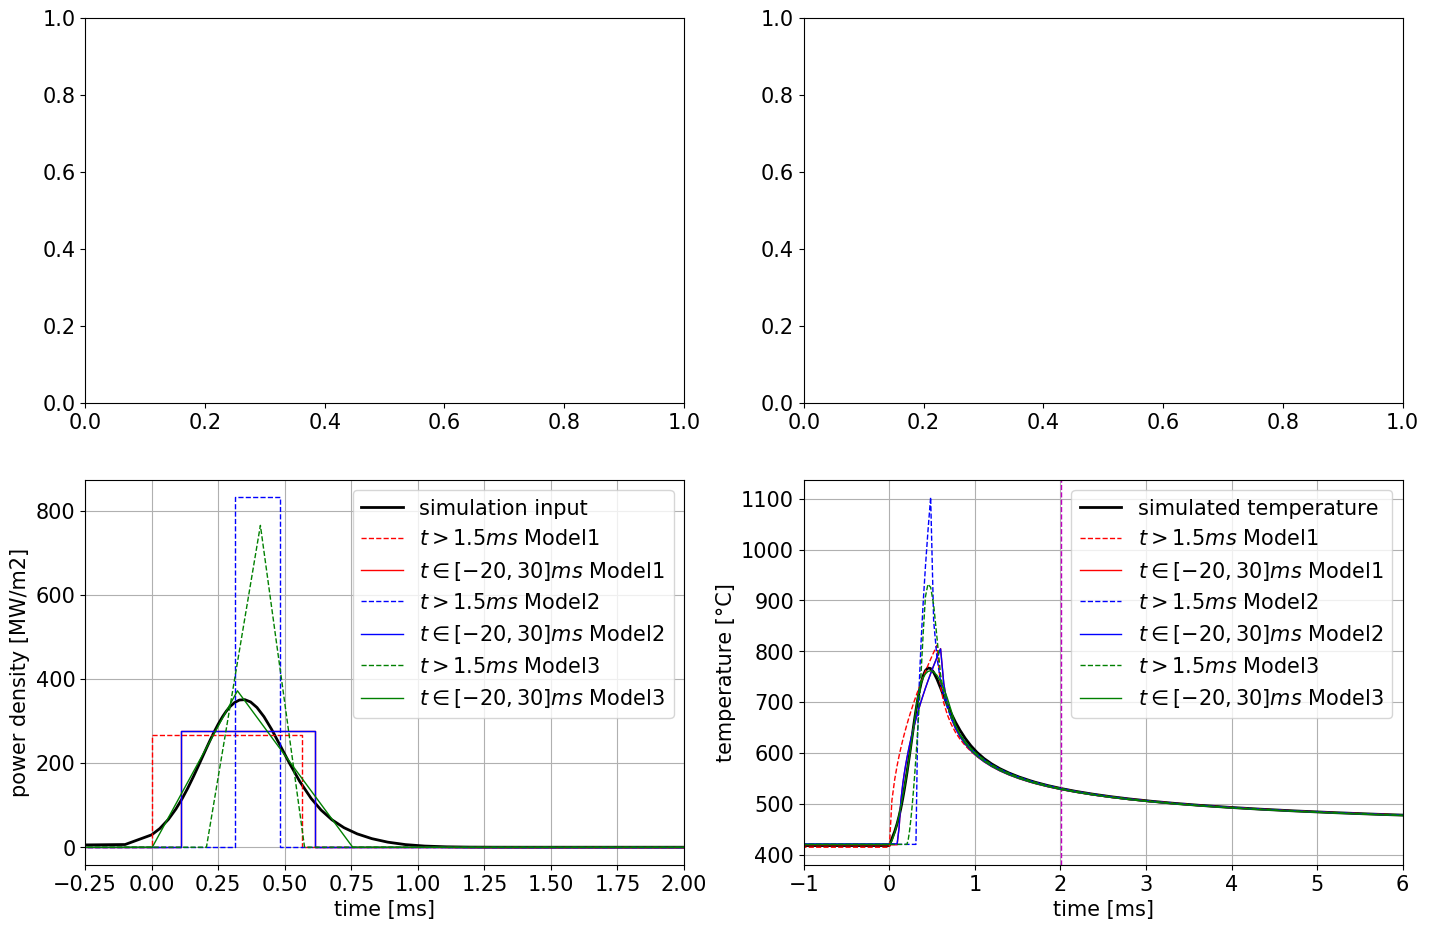 1.0
0.8
0.6
0.4
0.2
0.0
0.0 0.2 0.4 0.6 0.8 1.0
1.0
0.8
0.6
0.4
0.2
0.0
0.0 0.2 0.4 0.6 0.8 1.0
power density [MW/m2]
800
600
400
200
0
simulation input
t > 1.5ms Model1
t ∈ [−20, 30]ms Model1
t > 1.5ms Model2
t ∈ [−20, 30]ms Model2
t > 1.5ms Model3
t ∈ [−20, 30]ms Model3
−0.25 0.00 0.25 0.50 0.75 1.00 1.25 1.50 1.75 2.00
time [ms]
temperature [°C]
1100
1000
900
800
700
600
500
400
simulated temperature
t > 1.5ms Model1
t ∈ [−20, 30]ms Model1
t > 1.5ms Model2
t ∈ [−20, 30]ms Model2
t > 1.5ms Model3
t ∈ [−20, 30]ms Model3
−1 0 1 2 3 4 5 6
time [ms]